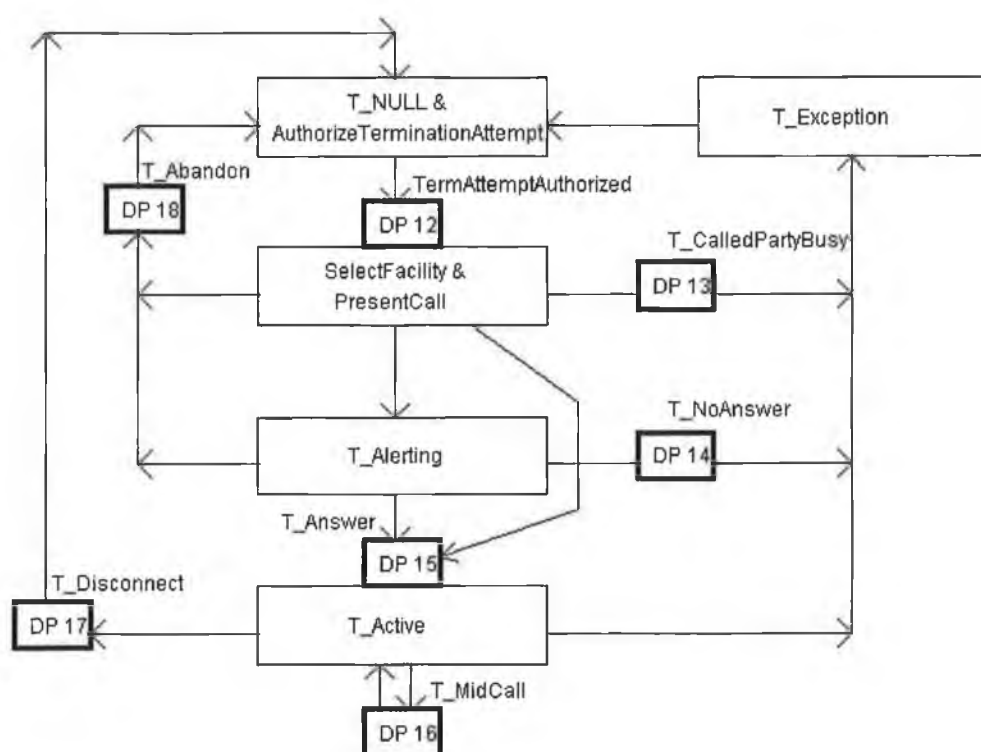 T_NULL &
AuthorizeTerminationAttempt
T_Exception
T_Abandon
DP 18
TermAttemptAuthorized
DP 12
T_CalledPartyBusy
SelectFacility &
PresentCall
DP 13
T_NoAnswer
T_Alerting
DP 14
T_Answer
DP 15
T_Disconnect
DP 17
T_Active
T_MidCall
DP 16